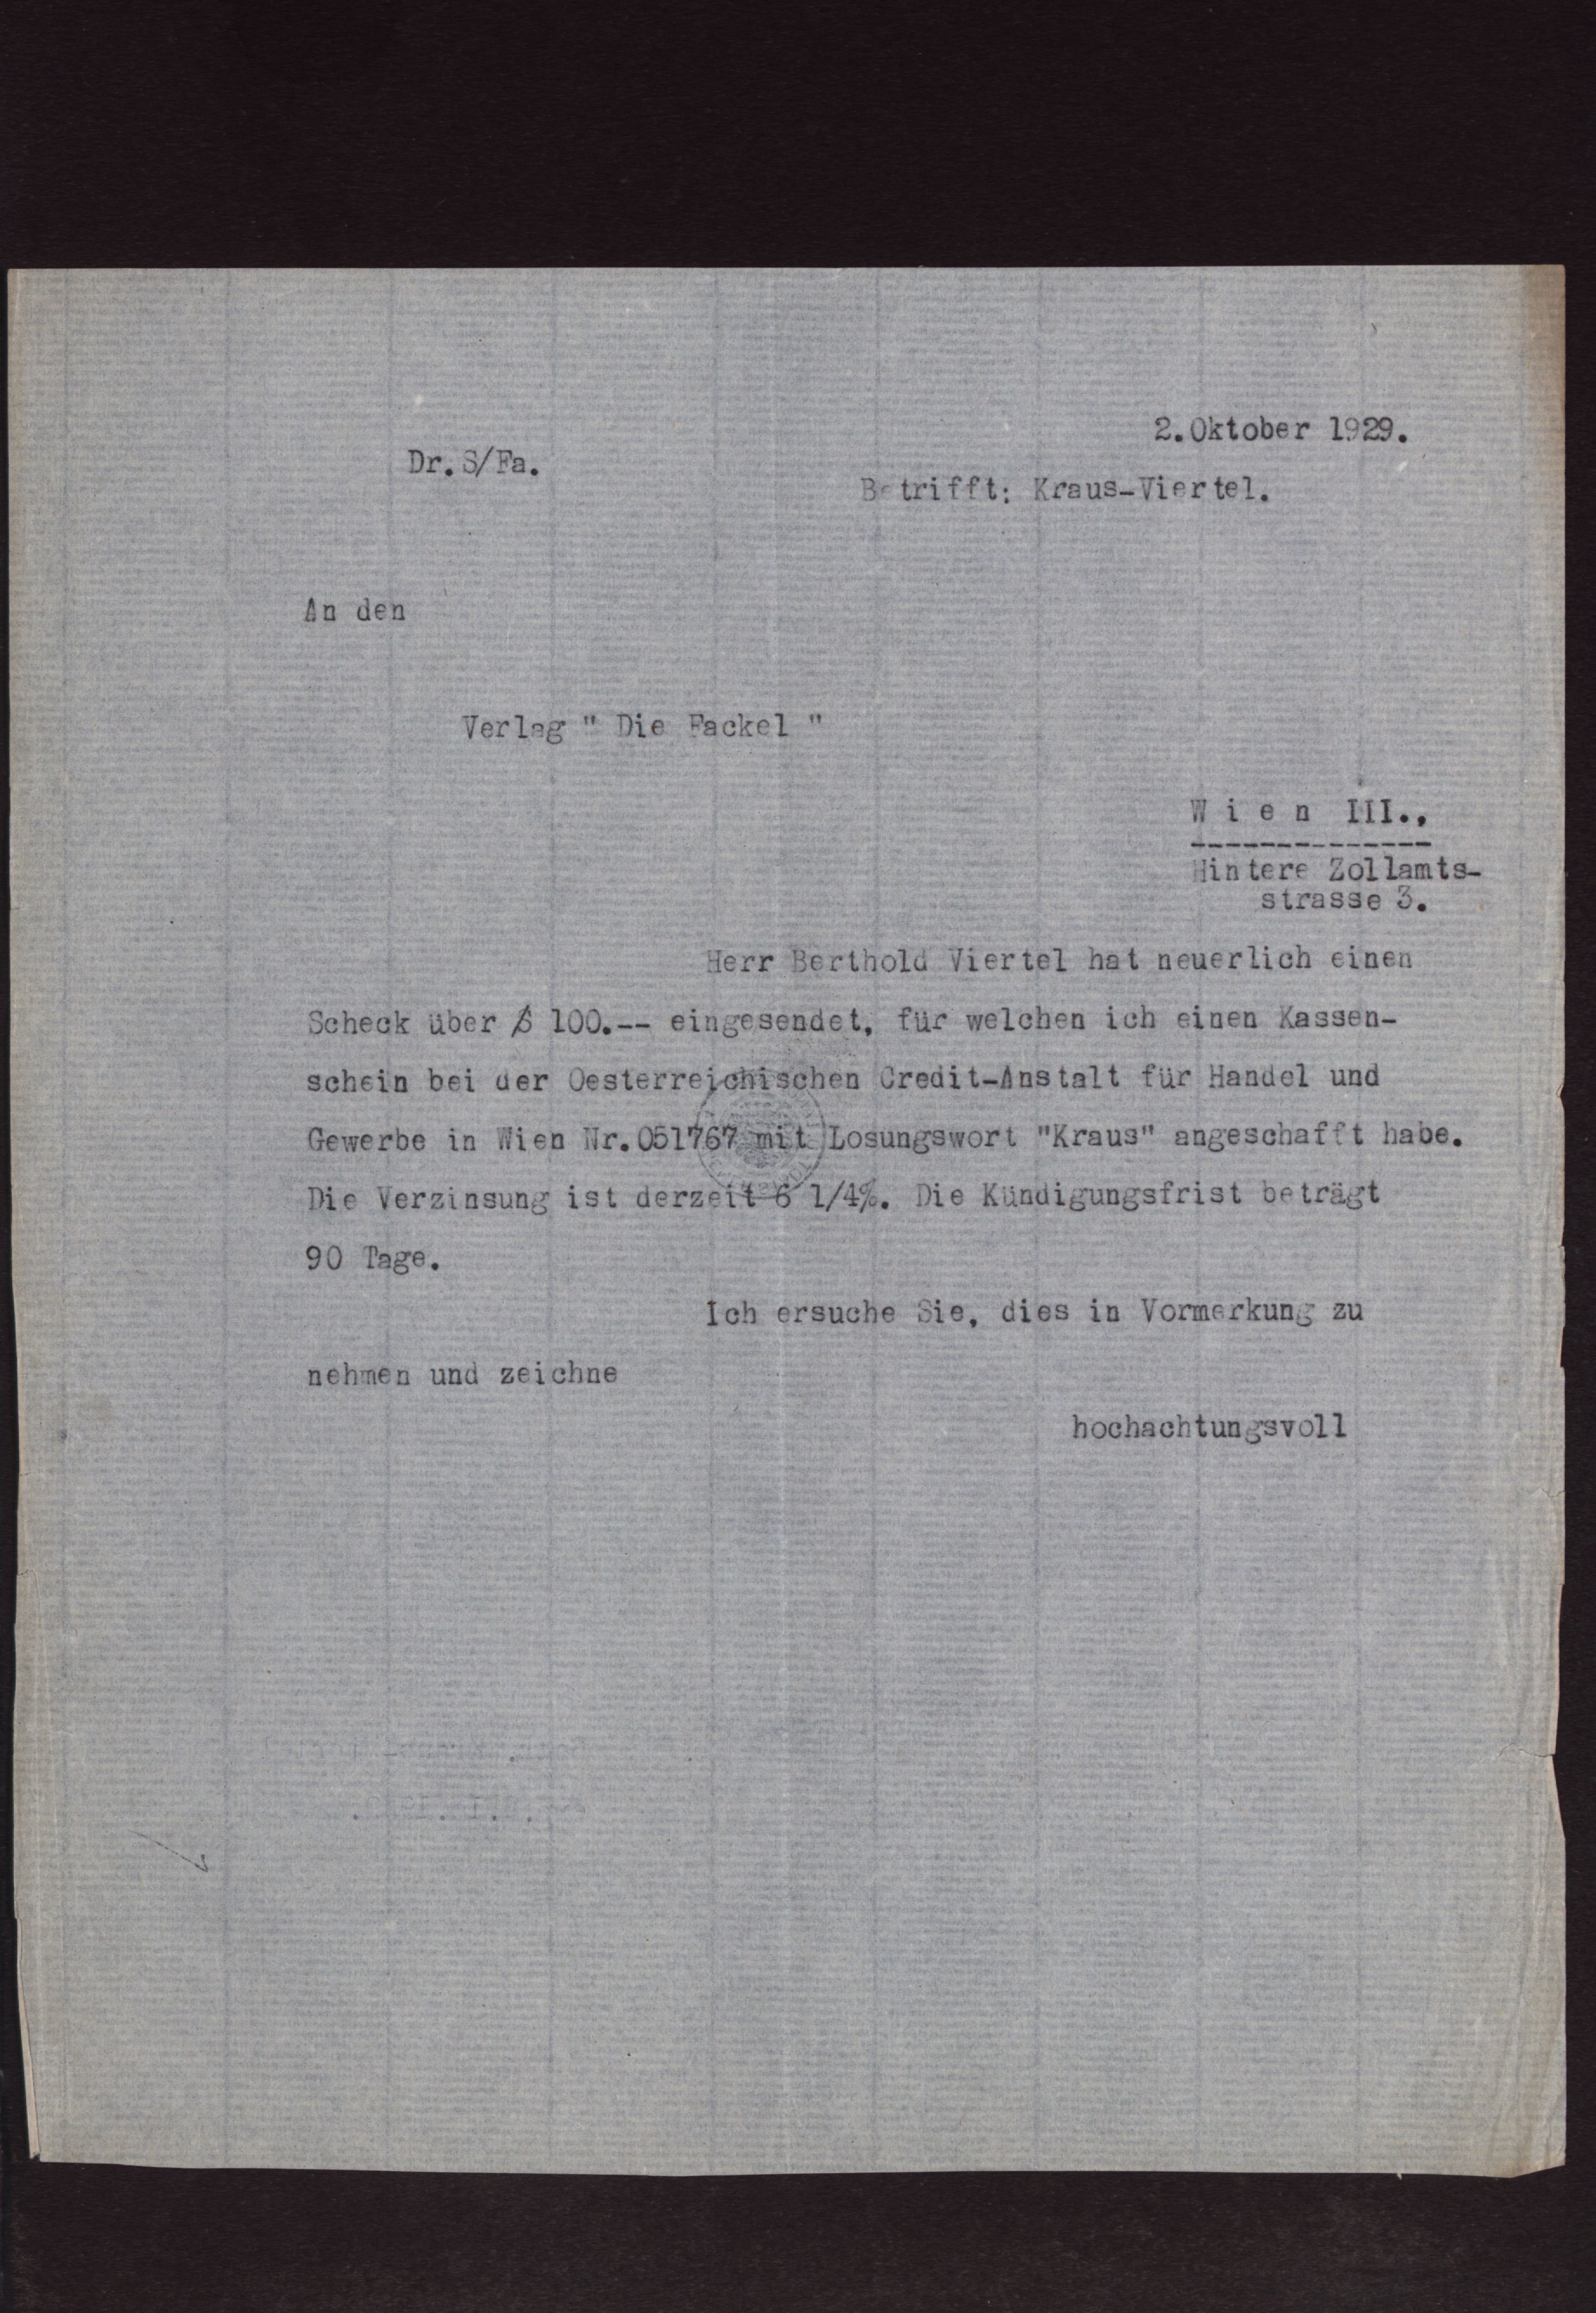 2.Oktober 1929.
Dr.S/Fa.
Betrifft: Kraus-Viertel.
An den
Verlag " Die Fackel "
W i e n III.,
Hintere Zollamts-
strasse 3.
Herr Berthold Viertel hat neuerlich einen
Scheck über $ 100.-- eingesendet, für welchen ich einen Kassen-
schein bei der Oesterreichischen Credit-Anstalt für Handel und
Gewerbe in Wien Nr.051767 mit Losungswort "Kraus" angeschafft habe.
Die Verzinsung ist derzeit 6 1/4%. Die Kündigungsfrist beträgt
90 Tage.
Ich ersuche Sie, dies in Vormerkung zu
nehmen und zeichne
hochachtungsvoll